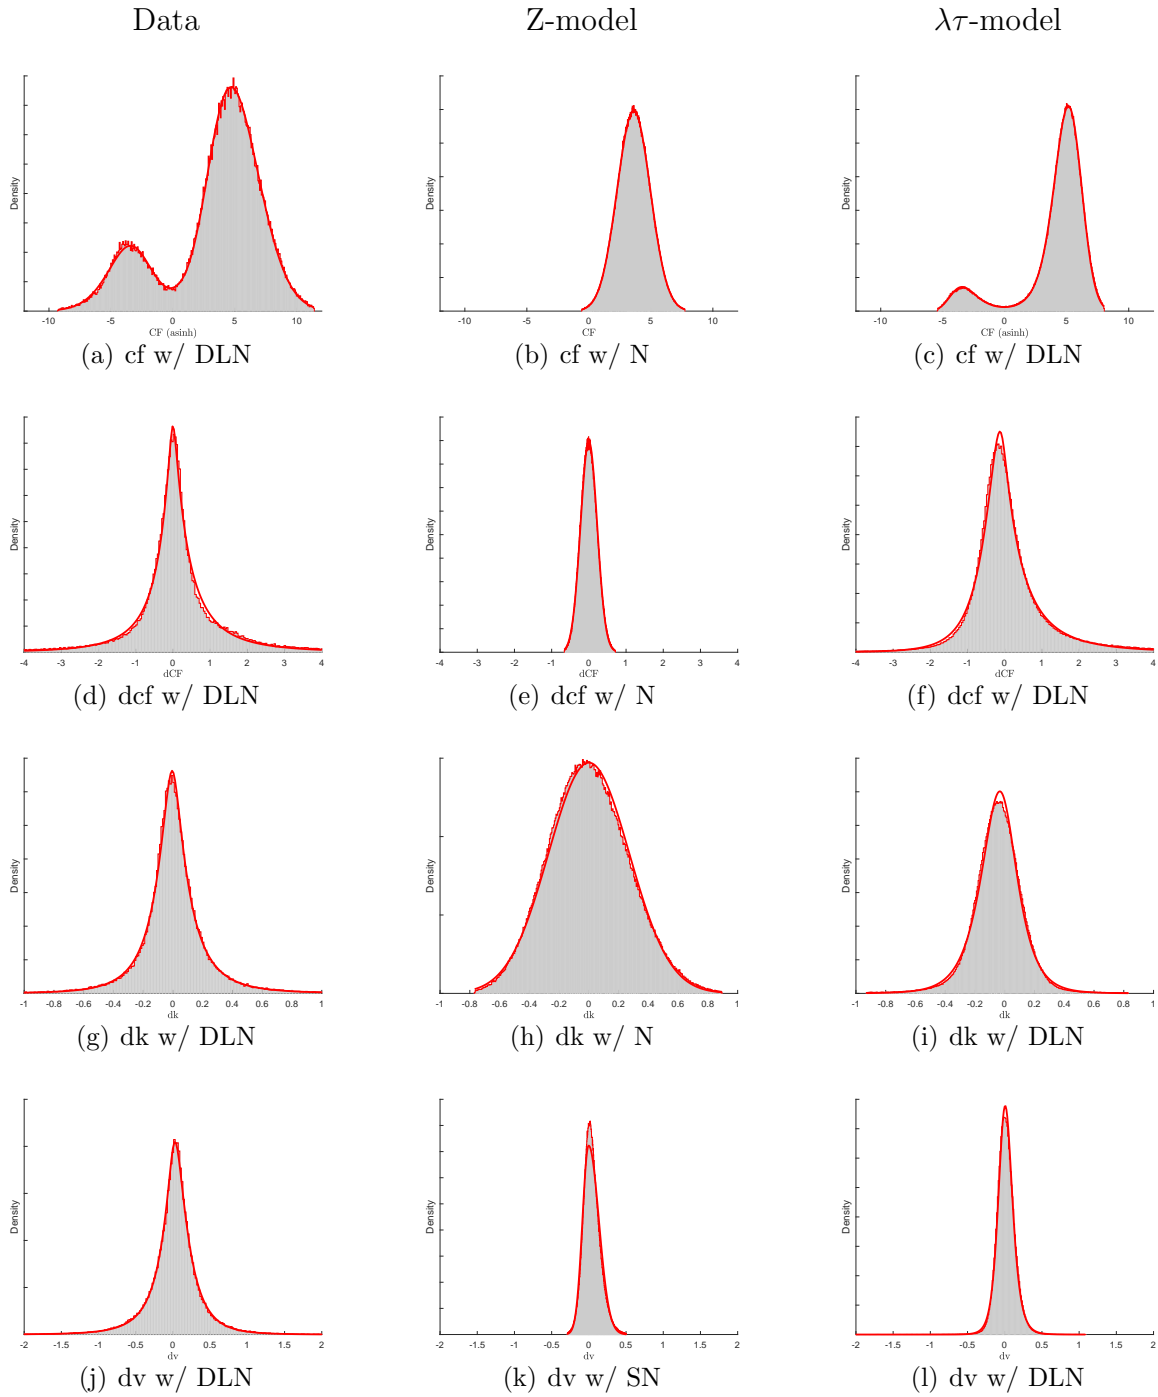 Data Z-model λτ-model
Density Density Density
-10 -5 0 5 10 -10 -5 0 5 10 -10 -5 0 5 10
CF (asinh) CF CF (asinh)
(a) cf w/ DLN (b) cf w/ N (c) cf w/ DLN
Density Density Density
-4 -3 -2 -1 0 1 2 3 4 -4 -3 -2 -1 0 1 2 3 4 -4 -3 -2 -1 0 1 2 3 4
dCF dCF dCF
(d) dcf w/ DLN (e) dcf w/ N (f) dcf w/ DLN
Density Density Density
-1 -0.8 -0.6 -0.4 -0.2 0 0.2 0.4 0.6 0.8 1 -1 -0.8 -0.6 -0.4 -0.2 0 0.2 0.4 0.6 0.8 1 -1 -0.8 -0.6 -0.4 -0.2 0 0.2 0.4 0.6 0.8 1
dk dk dk
(g) dk w/ DLN (h) dk w/ N (i) dk w/ DLN
Density Density Density
-2 -1.5 -1 -0.5 0 0.5 1 1.5 2 -2 -1.5 -1 -0.5 0 0.5 1 1.5 2 -2 -1.5 -1 -0.5 0 0.5 1 1.5 2
dv dv dv
(j) dv w/ DLN (k) dv w/ SN (l) dv w/ DLN